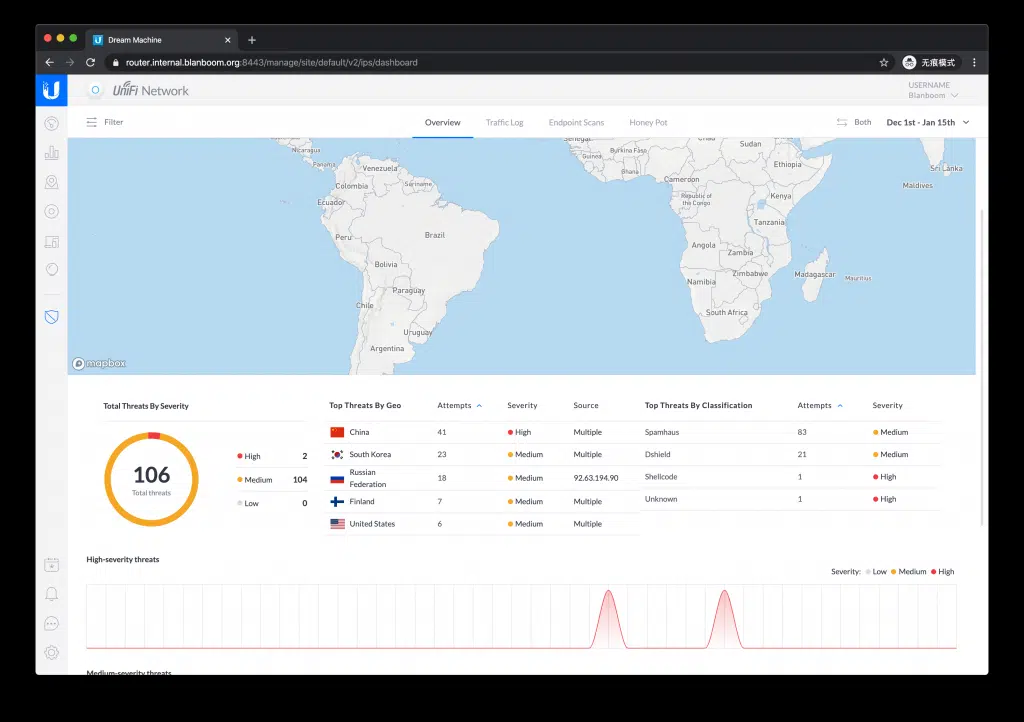 Dream Machine
router.internal.blanboom.org:8443/manage/site/default/v2/ips/dashboard
无痕模式
UniFi Network
USERNAME
Blanboom
Filter
Overview
Traffic Log
Endpoint Scans
Honey Pot
Both
Dec 1st - Jan 15th
Nicaragua
Panama
Venezuela
Colombia
Suriname
Ecuador
Peru
Brazil
Bolivia
Paraguay
Chile
Uruguay
Argentina
Senegal
Guinea
Burkina Faso
Ghana
Sudan
Ethiopia
Cameroon
Republic of
the Congo
Kenya
Tanzania
Angola
Zambia
Zimbabwe
Namibia
Madagascar
Mauritius
South Africa
Sri Lanka
Maldives
mapbox
Total Threats By Severity
106
Total threats
High 2
Medium 104
Low 0
Top Threats By Geo Attempts Severity Source
China 41 High Multiple
South Korea 23 Medium Multiple
Russian
Federation 18 Medium 92.63.194.90
Finland 7 Medium Multiple
United States 6 Medium Multiple
Top Threats By Classification Attempts Severity
Spamhaus 83 Medium
Dshield 21 Medium
Shellcode 1 High
Unknown 1 High
High-severity threats
Severity: Low Medium High
Medium-severity threats